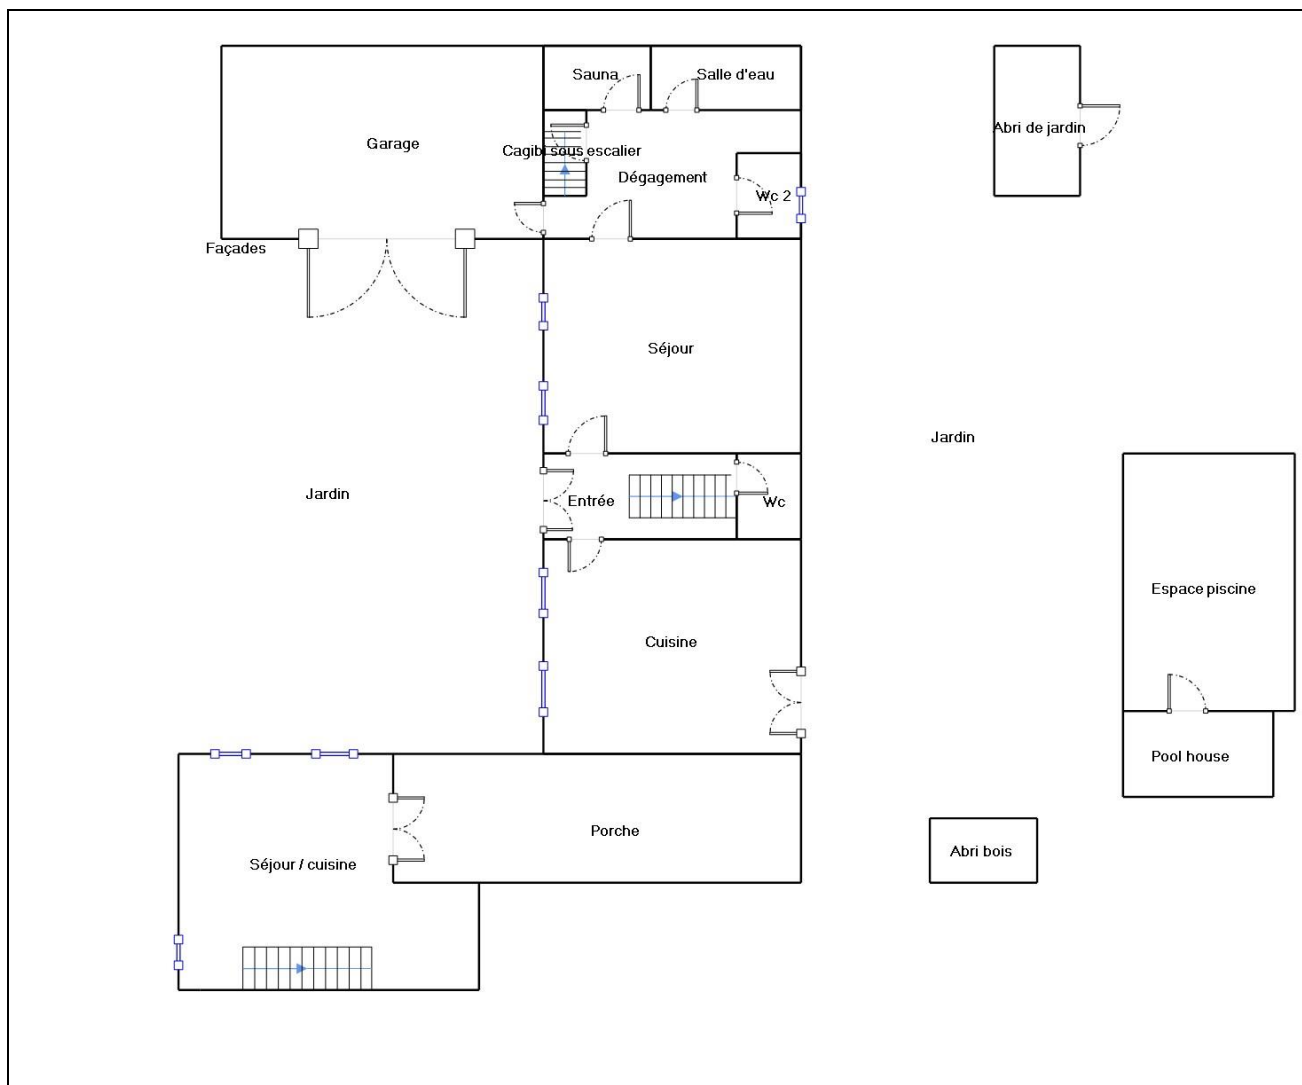 Sauna
Salle d'eau
Abri de jardin
Garage
Cagibi sous escalier
Dégagement
Wc 2
Façades
Séjour
Jardin
Jardin
Entrée
Wc
Espace piscine
Cuisine
Pool house
Porche
Abri bois
Séjour / cuisine